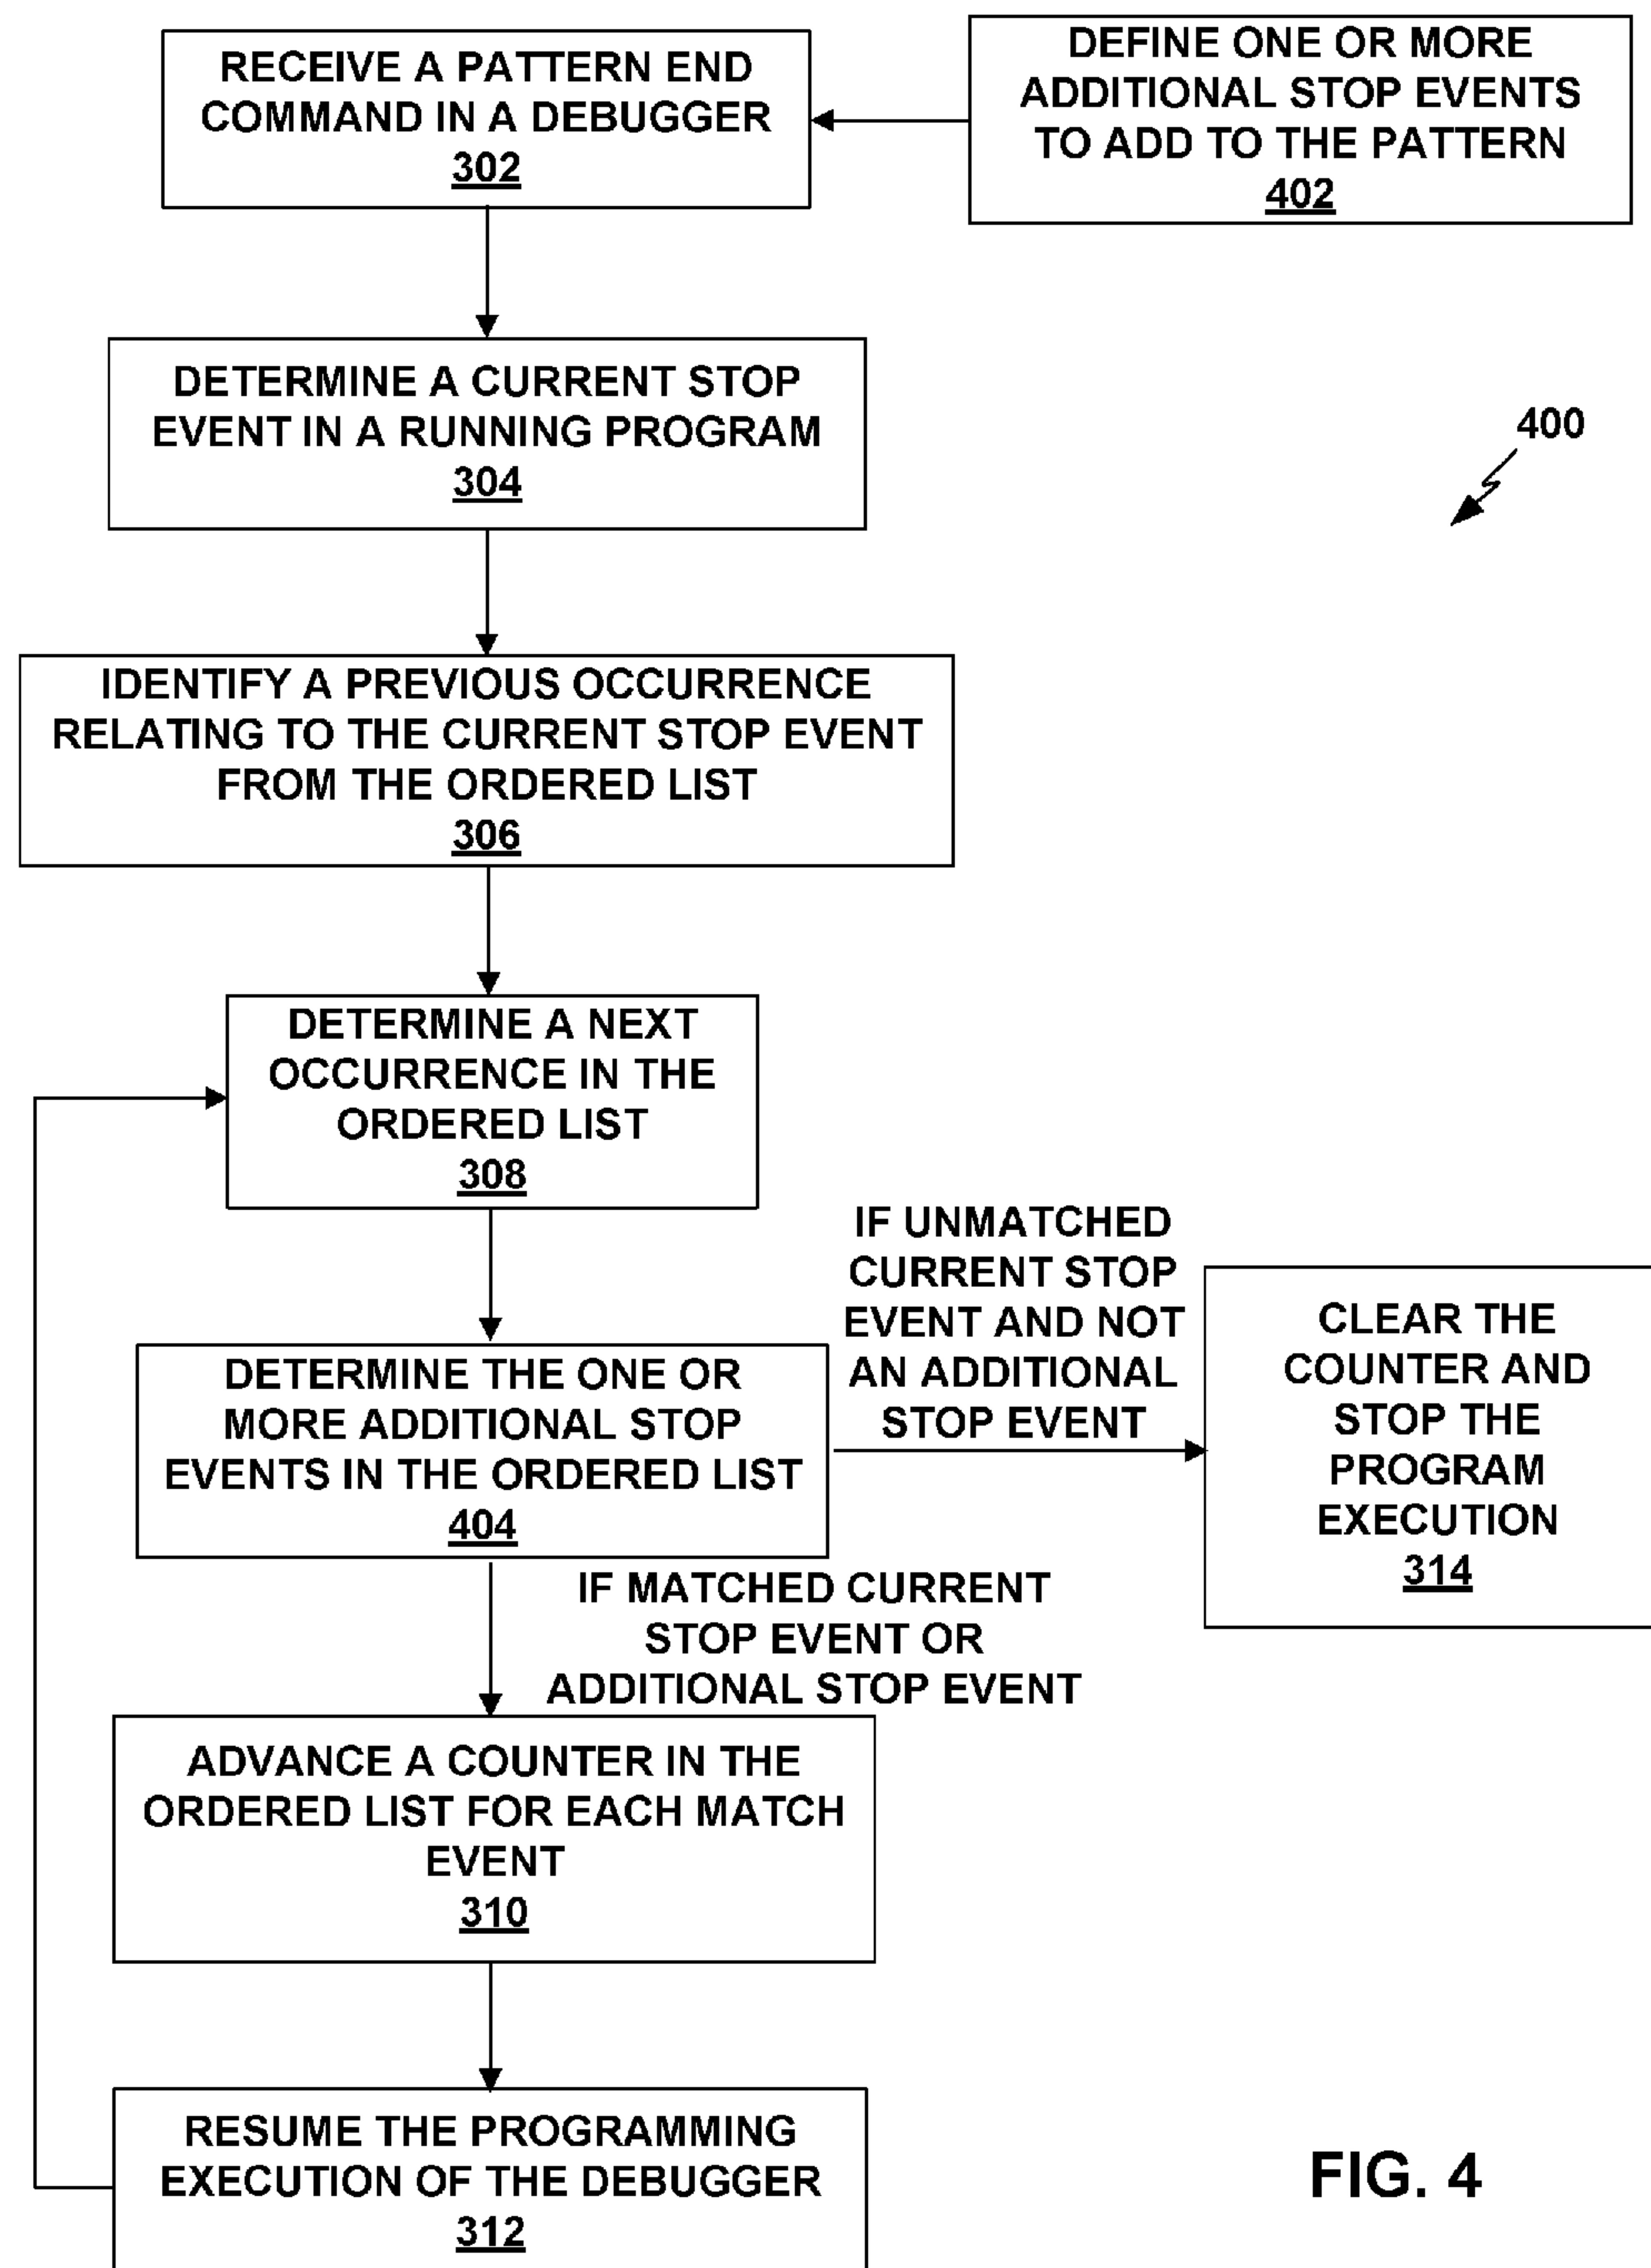 RECEIVE A PATTERN END
COMMAND IN A DEBUGGER
302
DEFINE ONE OR MORE
ADDITIONAL STOP EVENTS
TO ADD TO THE PATTERN
402
DETERMINE A CURRENT STOP
EVENT IN A RUNNING PROGRAM
304
400
IDENTIFY A PREVIOUS OCCURRENCE
RELATING TO THE CURRENT STOP EVENT
FROM THE ORDERED LIST
306
DETERMINE A NEXT
OCCURRENCE IN THE
ORDERED LIST
308
DETERMINE THE ONE OR
MORE ADDITIONAL STOP
EVENTS IN THE ORDERED LIST
404
IF UNMATCHED
CURRENT STOP
EVENT AND NOT
AN ADDITIONAL
STOP EVENT
CLEAR THE
COUNTER AND
STOP THE
PROGRAM
EXECUTION
314
IF MATCHED CURRENT
STOP EVENT OR
ADDITIONAL STOP EVENT
ADVANCE A COUNTER IN THE
ORDERED LIST FOR EACH MATCH
EVENT
310
RESUME THE PROGRAMMING
EXECUTION OF THE DEBUGGER
312
FIG. 4